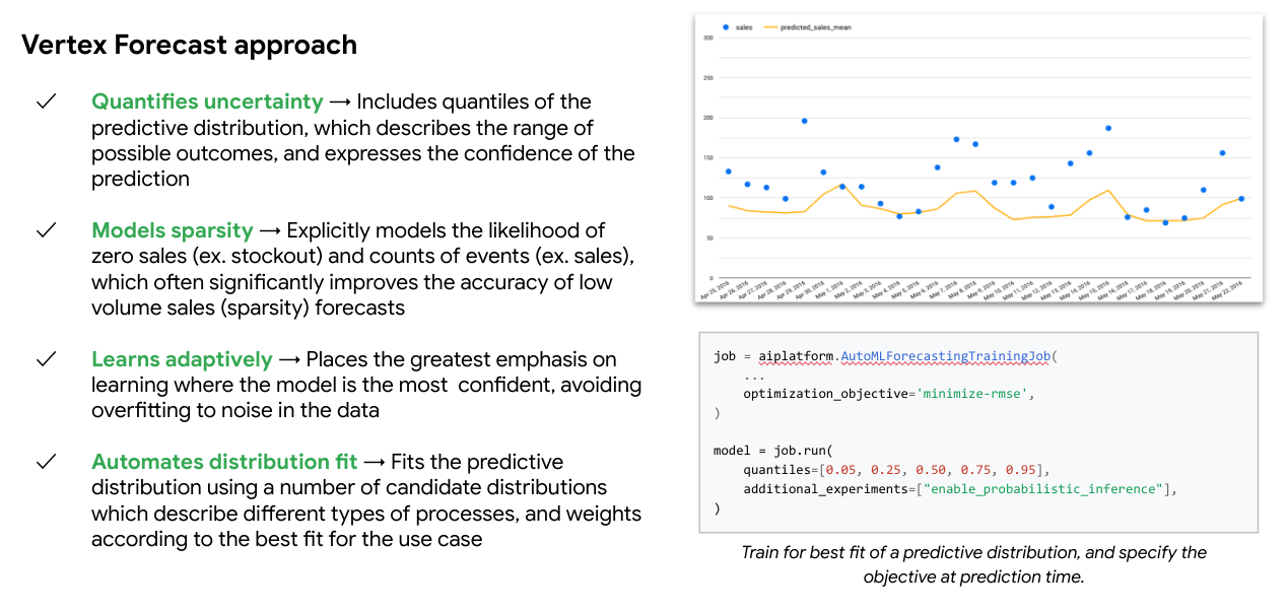 Vertex Forecast approach
✓ Quantifies uncertainty → Includes quantiles of the
predictive distribution, which describes the range of
possible outcomes, and expresses the confidence of the
prediction
✓ Models sparsity → Explicitly models the likelihood of
zero sales (ex. stockout) and counts of events (ex. sales),
which often significantly improves the accuracy of low
volume sales (sparsity) forecasts
✓ Learns adaptively → Places the greatest emphasis on
learning where the model is the most  confident, avoiding
overfitting to noise in the data
✓ Automates distribution fit → Fits the predictive
distribution using a number of candidate distributions
which describe different types of processes, and weights
according to the best fit for the use case
sales predicted_sales_mean
300
250
200
150
100
50
0
Apr 25, 2016
Apr 26, 2016
Apr 27, 2016
Apr 28, 2016
Apr 29, 2016
Apr 30, 2016
May 1, 2016
May 2, 2016
May 3, 2016
May 4, 2016
May 5, 2016
May 6, 2016
May 7, 2016
May 8, 2016
May 9, 2016
May 10, 2016
May 11, 2016
May 12, 2016
May 13, 2016
May 14, 2016
May 15, 2016
May 16, 2016
May 17, 2016
May 18, 2016
May 19, 2016
May 20, 2016
May 21, 2016
May 22, 2016
job = aiplatform.AutoMLForecastingTrainingJob(
    ...
    optimization_objective='minimize-rmse',
)
model = job.run(
    quantiles=[0.05, 0.25, 0.50, 0.75, 0.95],
    additional_experiments=["enable_probabilistic_inference"],
)
Train for best fit of a predictive distribution, and specify the
objective at prediction time.